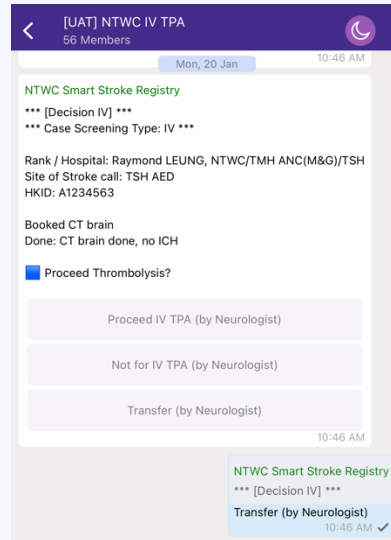 [UAT] NTWC IV TPA
56 Members
10:46 AM
Mon, 20 Jan
NTWC Smart Stroke Registry
*** [Decision IV] ***
*** Case Screening Type: IV ***
Rank / Hospital: Raymond LEUNG, NTWC/TMH ANC(M&G)/TSH
Site of Stroke call: TSH AED
HKID: A1234563
Booked CT brain
Done: CT brain done, no ICH
Proceed Thrombolysis?
Proceed IV TPA (by Neurologist)
Not for IV TPA (by Neurologist)
Transfer (by Neurologist)
10:46 AM
NTWC Smart Stroke Registry
*** [Decision IV] ***
Transfer (by Neurologist)
10:46 AM